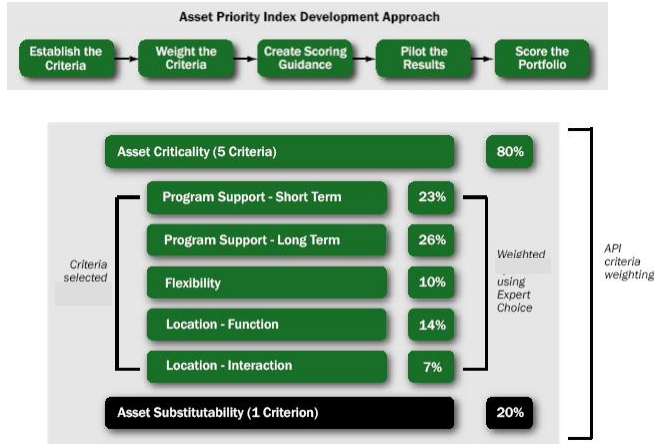 Asset Priority Index Development Approach
Establish the
Criteria
Weight the
Criteria
Create Scoring
Guidance
Pilot the
Results
Score the
Portfolio
Asset Criticality (5 Criteria)
80%
Program Support - Short Term
23%
Program Support - Long Term
26%
Flexibility
10%
Location - Function
14%
Location - Interaction
7%
Criteria
selected
Weighted
using
Expert
Choice
API
criteria
weighting
Asset Substitutability (1 Criterion)
20%